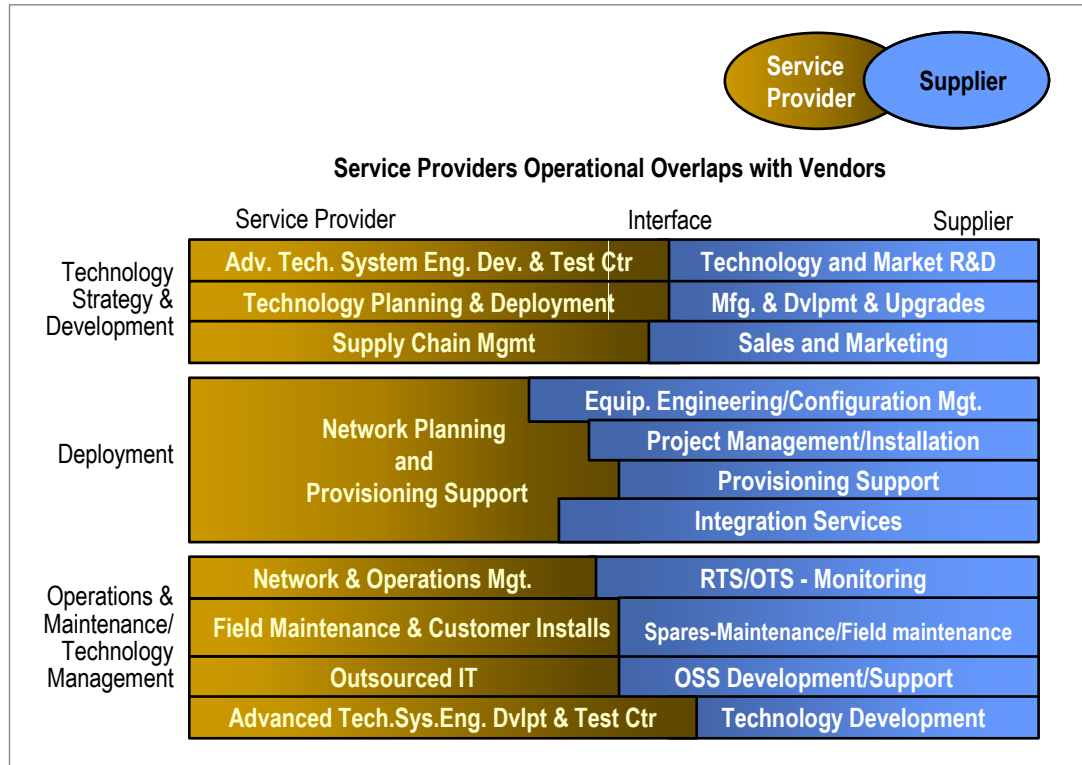 Service
Provider
Supplier
Service Providers Operational Overlaps with Vendors
Service Provider Interface Supplier
Technology
Strategy &
Development
Adv. Tech. System Eng. Dev. & Test Ctr Technology and Market R&D
Technology Planning & Deployment Mfg. & Dvlpmt & Upgrades
Supply Chain Mgmt Sales and Marketing
Deployment
Network Planning
and
Provisioning Support
Equip. Engineering/Configuration Mgt.
Project Management/Installation
Provisioning Support
Integration Services
Operations &
Maintenance/
Technology
Management
Network & Operations Mgt. RTS/OTS - Monitoring
Field Maintenance & Customer Installs Spares-Maintenance/Field maintenance
Outsourced IT OSS Development/Support
Advanced Tech.Sys.Eng. Dvlpt & Test Ctr Technology Development